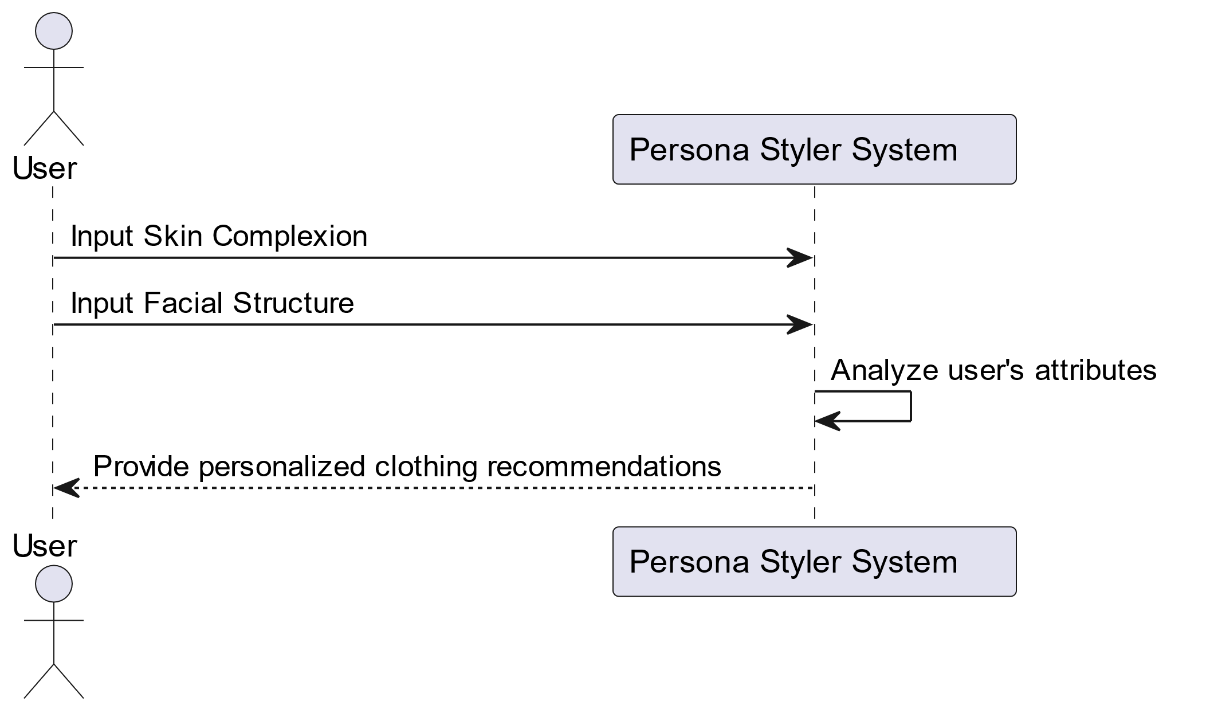 User
Persona Styler System
Input Skin Complexion
Input Facial Structure
Analyze user's attributes
Provide personalized clothing recommendations
User
Persona Styler System